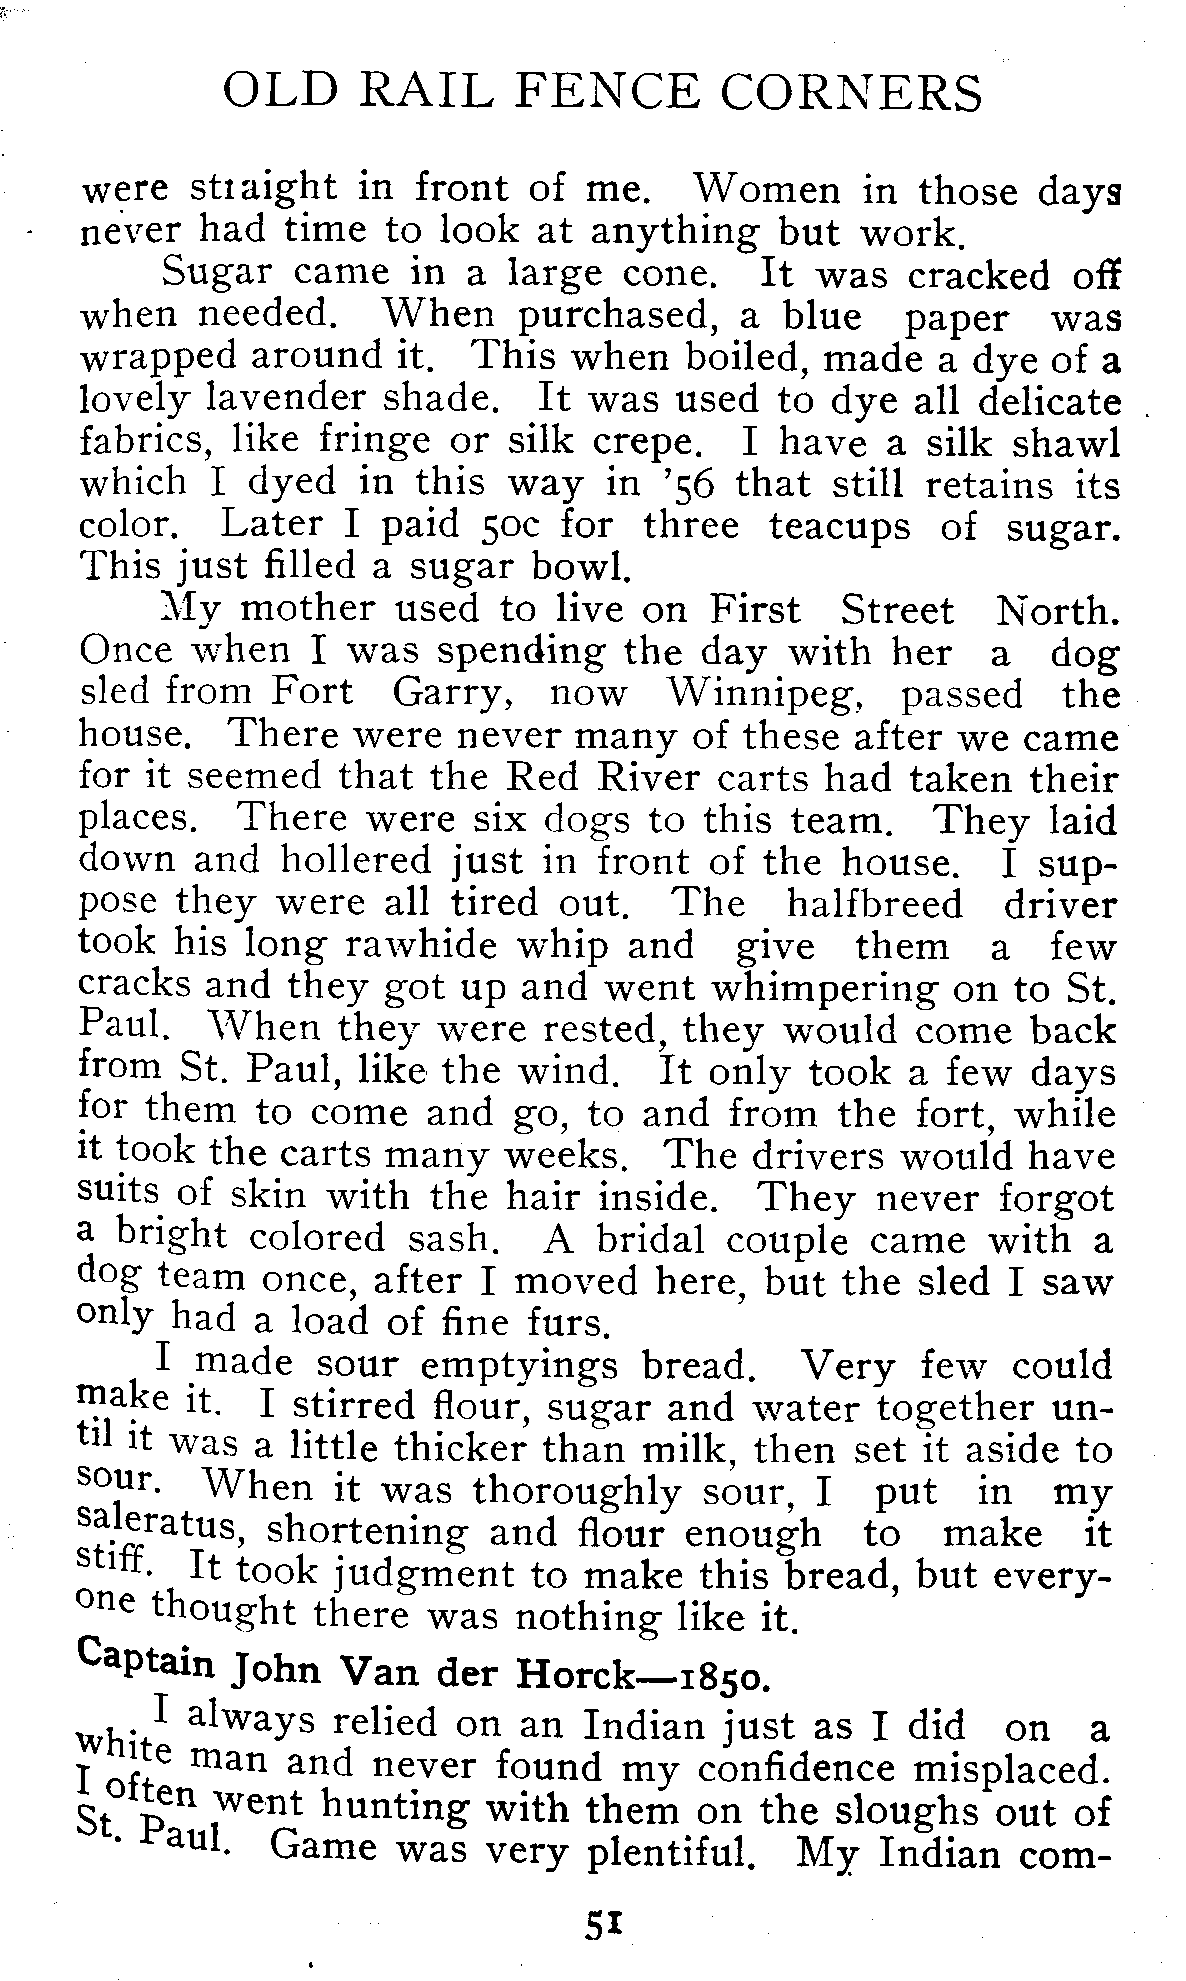 OLD RAIL FENCE CORNERS
were straight in front of me. Women in those days
never had time to look at anything but work.
Sugar came in a large cone. It was cracked off
when needed. When purchased, a blue paper was
wrapped around it. This when boiled, made a dye of a
lovely lavender shade. It was used to dye all delicate
fabrics, like fringe or silk crepe. I have a silk shawl
which I dyed in this way in '56 that still retains its
color. Later I paid 50c for three teacups of sugar.
This just filled a sugar bowl.
My mother used to live on First Street North.
Once when I was spending the day with her a dog
sled from Fort Garry, now Winnipeg, passed the
house. There were never many of these after we came
for it seemed that the Red River carts had taken their
places. There were six dogs to this team. They laid
down and hollered just in front of the house. I sup-
pose they were all tired out. The halfbreed driver
took his long rawhide whip and give them a few
cracks and they got up and went whimpering on to St.
Paul. When they were rested, they would come back
from St. Paul, like the wind. It only took a few days
for them to come and go, to and from the fort, while
it took the carts many weeks. The drivers would have
suits of skin with the hair inside. They never forgot
a bright colored sash. A bridal couple came with a
dog team once, after I moved here, but the sled I saw
only had a load of fine furs.
I made sour emptyings bread. Very few could
make it. I stirred flour, sugar and water together un-
til it was a little thicker than milk, then set it aside to
sour. When it was thoroughly sour, I put in my
saleratus, shortening and flour enough to make it
stiff. It took judgment to make this bread, but every-
one thought there was nothing like it.
Captain John Van der Horck—1850.
I always relied on an Indian just as I did on a
white man and never found my confidence misplaced.
I often went hunting with them on the sloughs out of
St. Paul. Game was very plentiful. My Indian com-
51